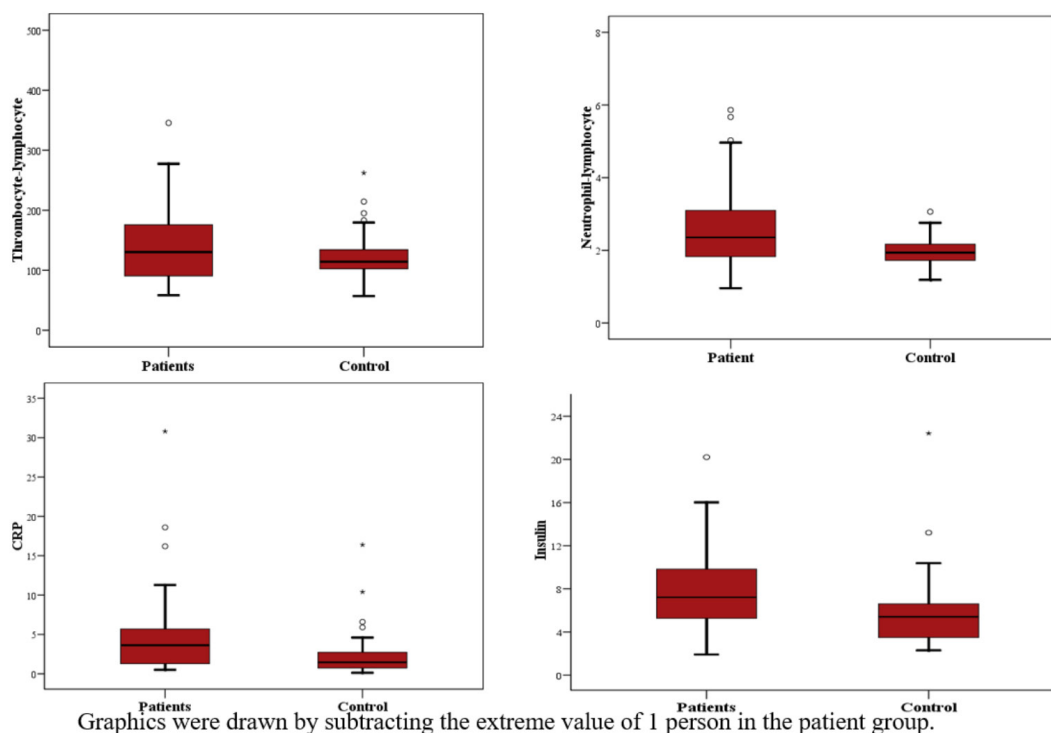 500
400
300
200
100
0
Thrombocyte-lymphocyte
Patients Control
8
6
4
2
0
Neutrophil-lymphocyte
Patient Control
35
30
25
20
15
10
5
0
CRP
Patients Control
24
20
16
12
8
4
0
Insulin
Patients Control
Graphics were drawn by subtracting the extreme value of 1 person in the patient group.